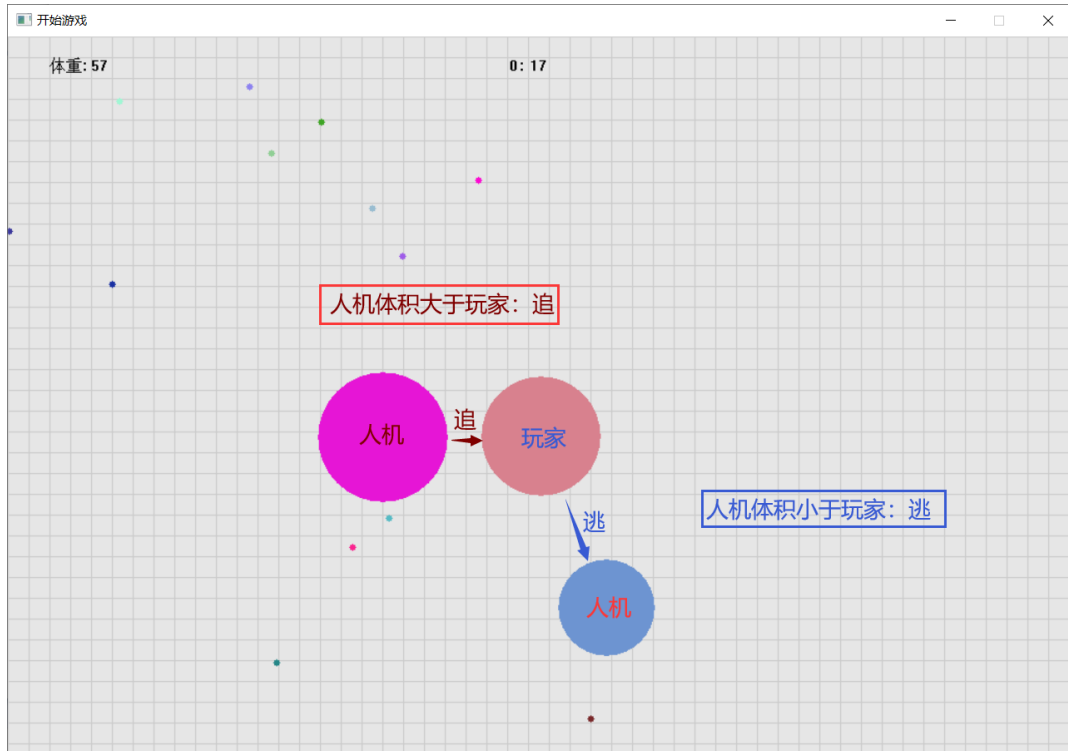 开始游戏
体重: 57
0: 17
人机体积大于玩家：追
人机
追
玩家
人机体积小于玩家：逃
逃
人机